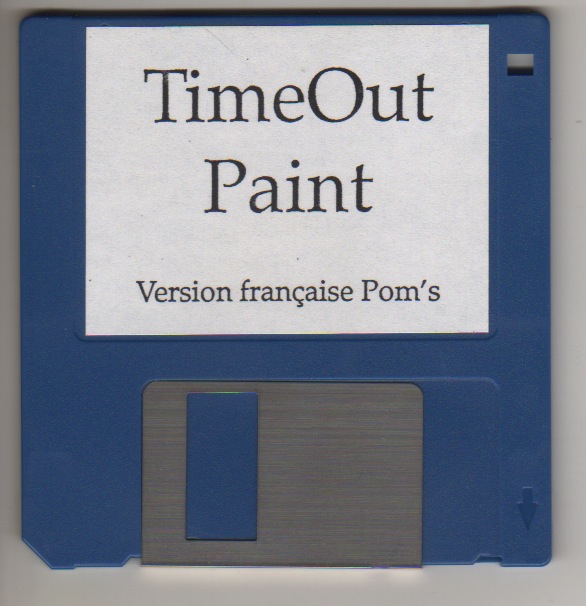 TimeOut
Paint
Version française Pom's